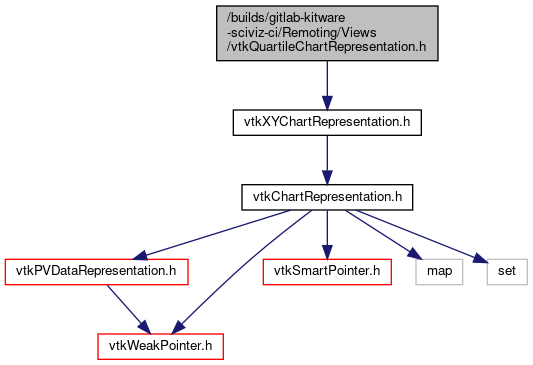 /builds/gitlab-kitware
-sciviz-ci/Remoting/Views
/vtkQuartileChartRepresentation.h
vtkXYChartRepresentation.h
vtkChartRepresentation.h
vtkPVDataRepresentation.h
vtkSmartPointer.h
map
set
vtkWeakPointer.h